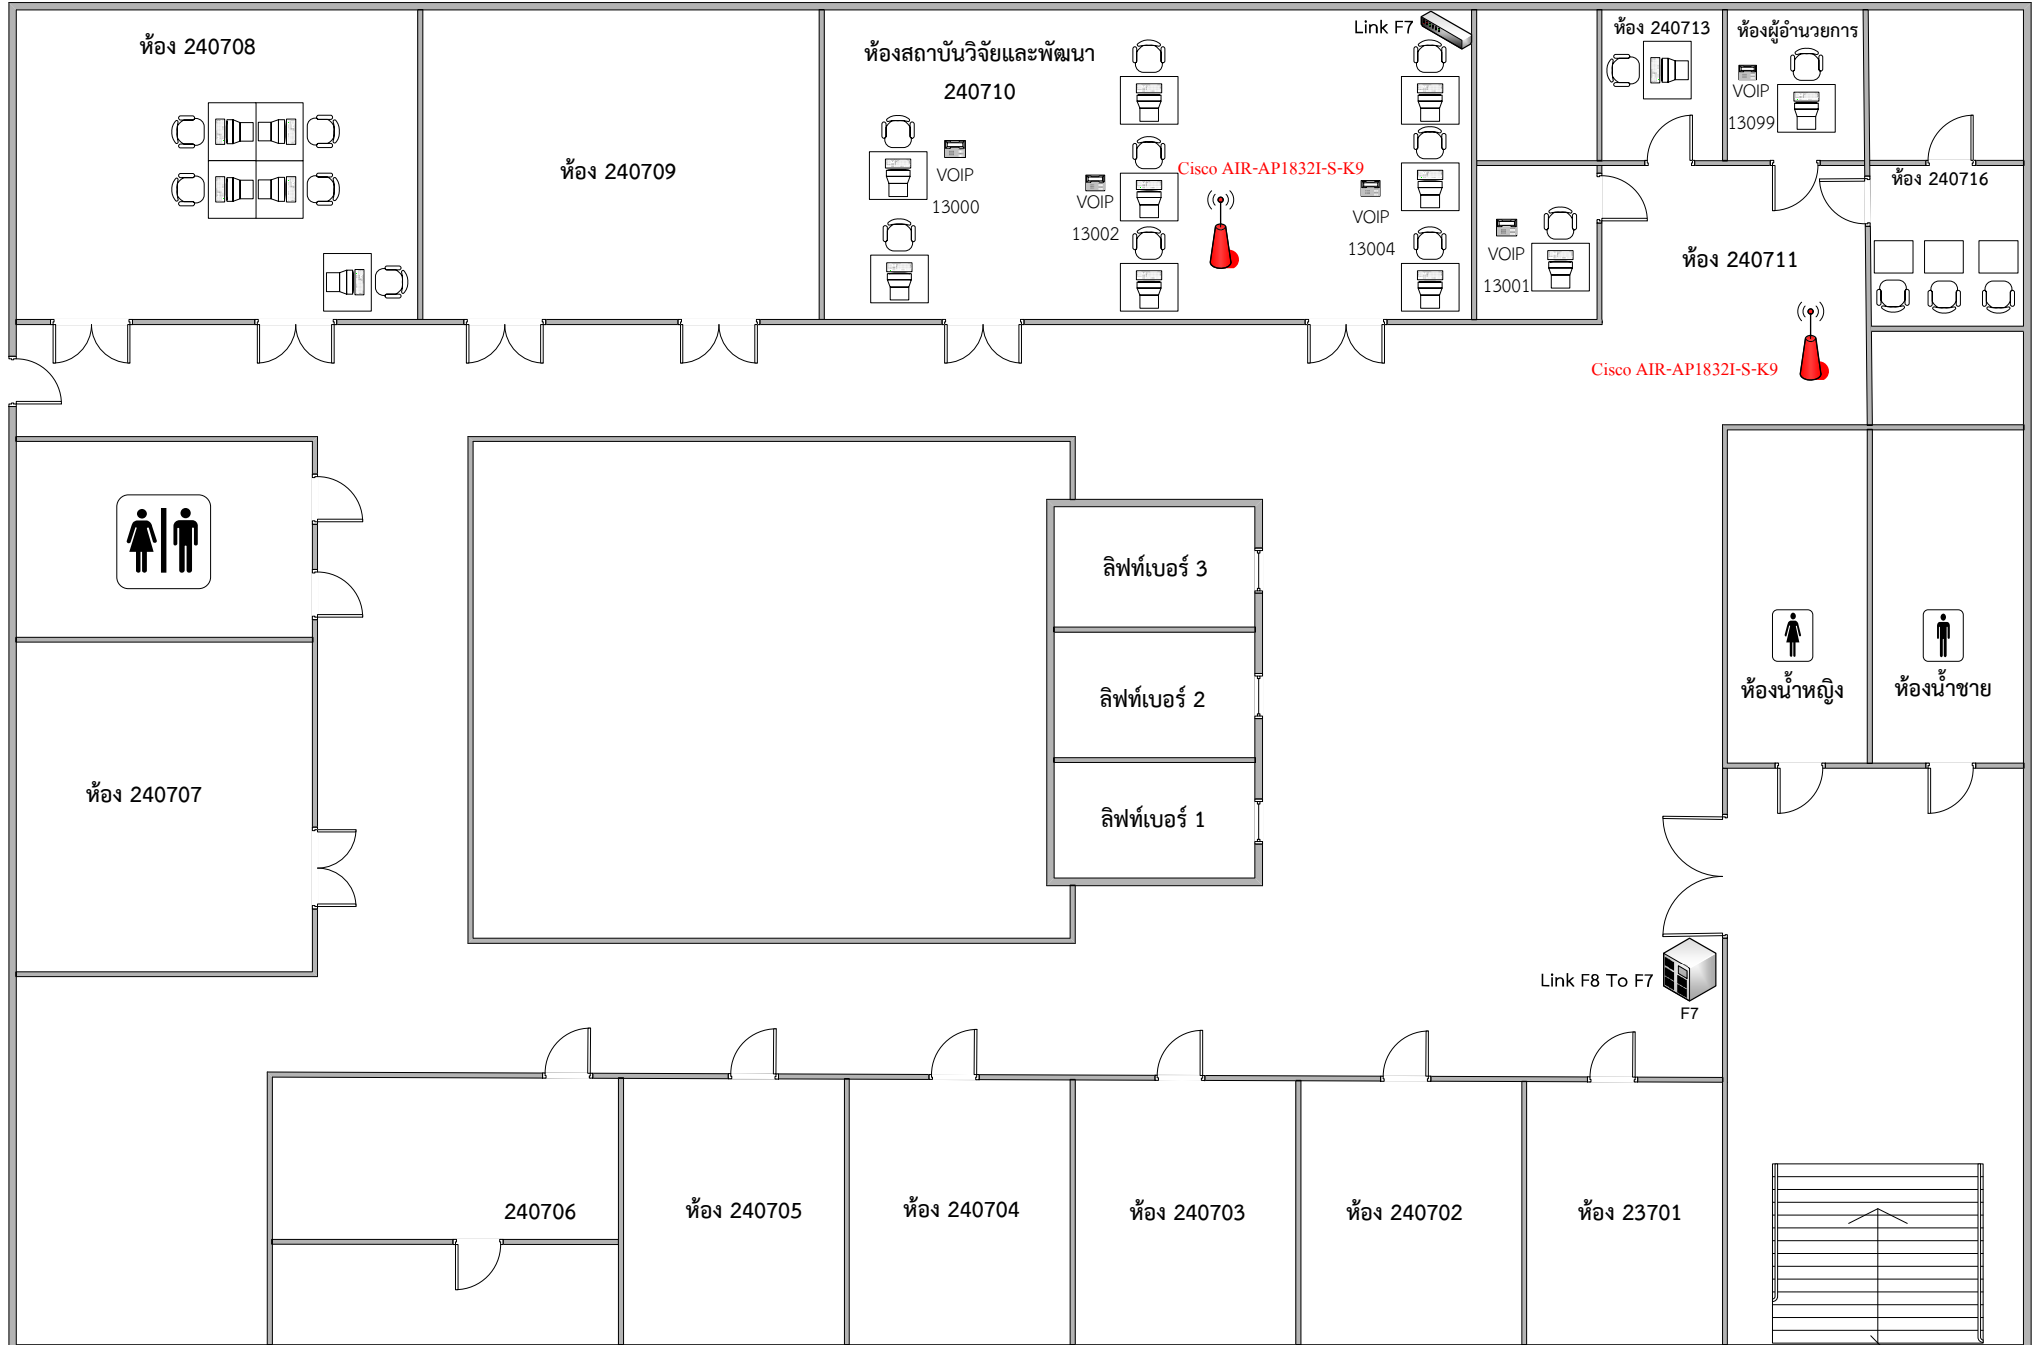 ห้อง 240708
ห้อง 240709
ห้องสถาบันวิจัยและพัฒนา
240710
VOIP
13000
VOIP
13002
Cisco AIR-AP1832I-S-K9
Link F7
VOIP
13004
VOIP
13001
ห้อง 240713
ห้องผู้อำนวยการ
VOIP
13099
ห้อง 240716
ห้อง 240711
Cisco AIR-AP1832I-S-K9
ลิฟท์เบอร์ 3
ลิฟท์เบอร์ 2
ลิฟท์เบอร์ 1
ห้องน้ำหญิง
ห้องน้ำชาย
ห้อง 240707
Link F8 To F7
F7
240706
ห้อง 240705
ห้อง 240704
ห้อง 240703
ห้อง 240702
ห้อง 23701